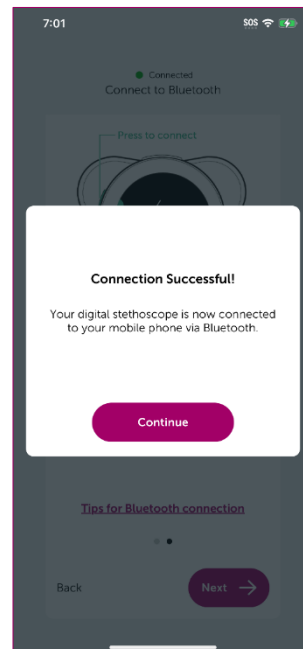 7:01
SOS
Connected
Connect to Bluetooth
Press to connect
Connection Successful!
Your digital stethoscope is now connected
to your mobile phone via Bluetooth.
Continue
Tips for Bluetooth connection
Back
Next